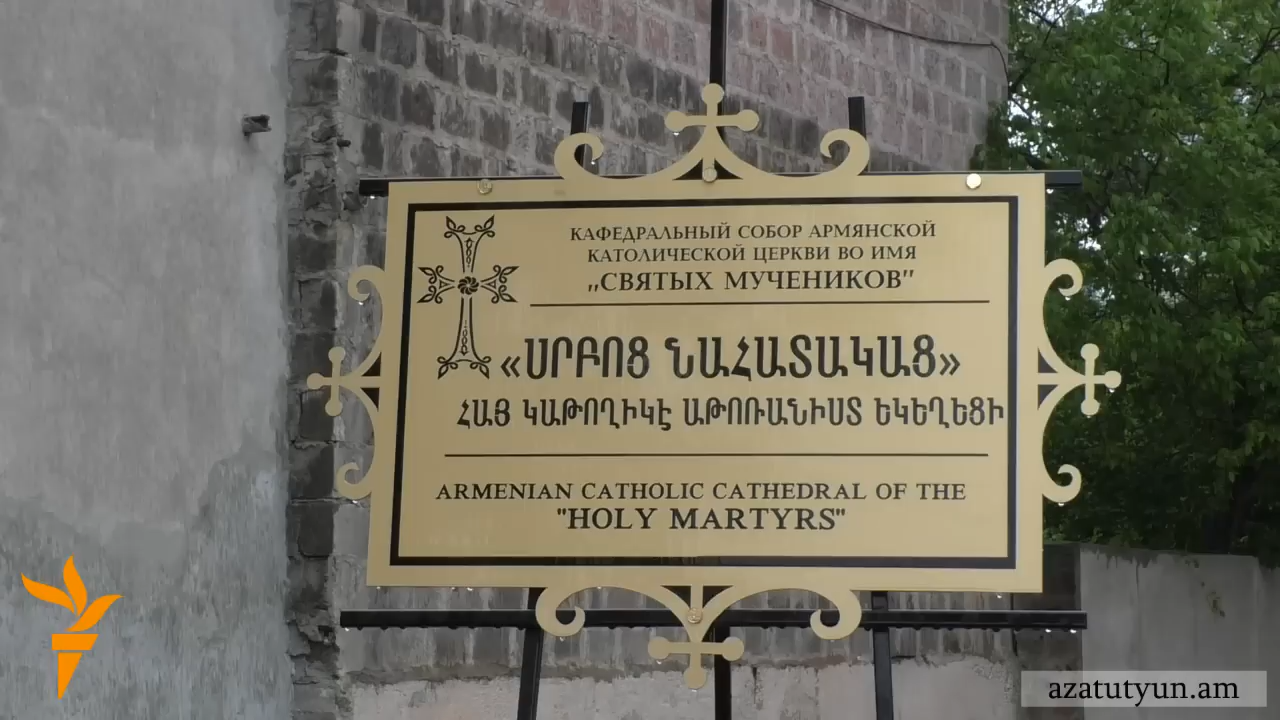 КАФЕДРАЛЬНЫЙ СОБОР АРМЯНСКОЙ
КАТОЛИЧЕСКОЙ ЦЕРКВИ ВО ИМЯ
„СВЯТЫХ МУЧЕНИКОВ"
«ՍՐԲՈՑ ՆԱՀԱՏԱԿԱՑ»
ՀԱՅ ԿԱԹՈՂԻԿԷ ԱԹՈՌԱՆԻՍՏ ԵԿԵՂԵՑԻ
ARMENIAN CATHOLIC CATHEDRAL OF THE
"HOLY MARTYRS"
azatutyun.am